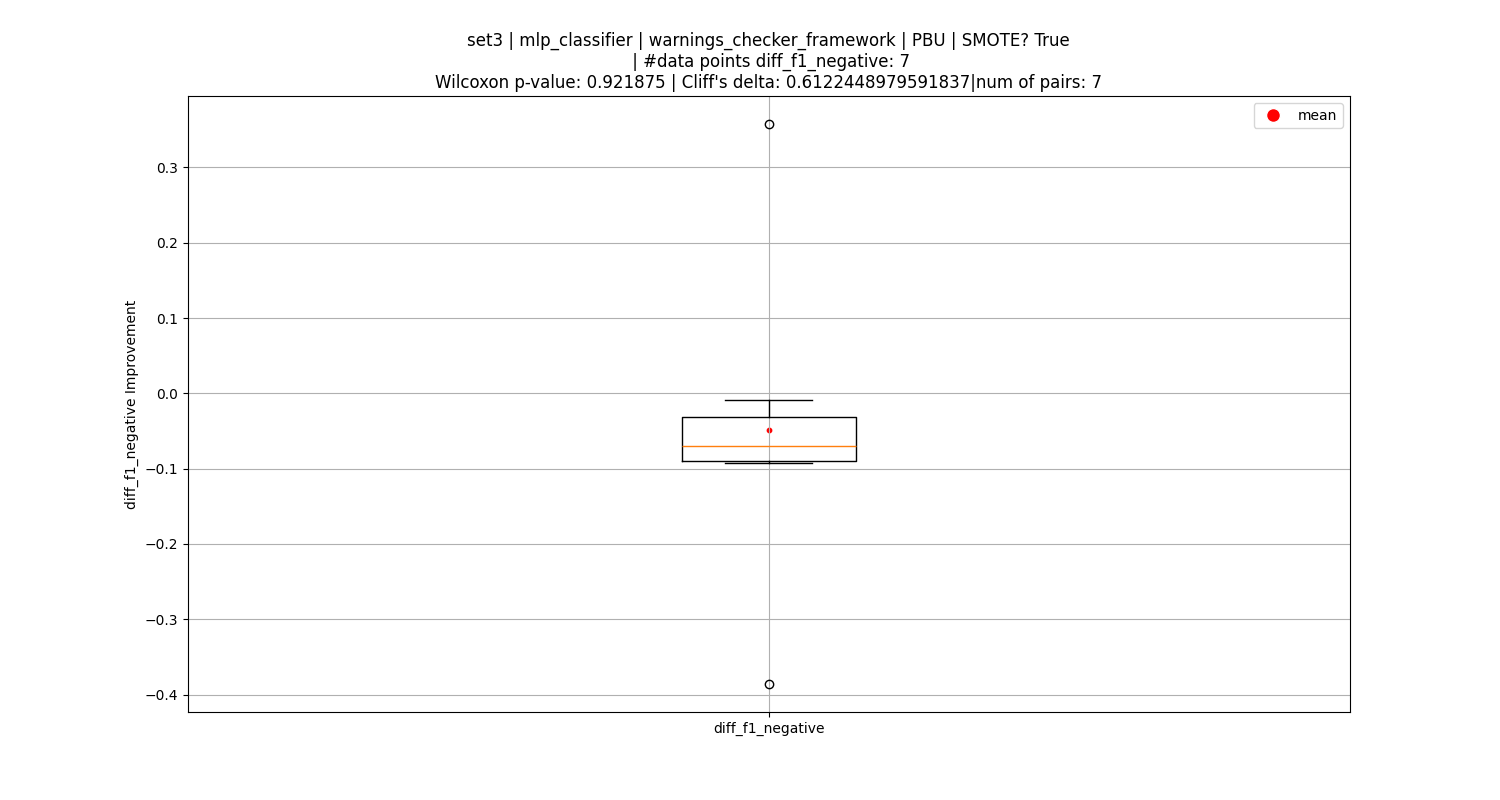 set3 | mlp_classifier | warnings_checker_framework | PBU | SMOTE? True
| #data points diff_f1_negative: 7
Wilcoxon p-value: 0.921875 | Cliff's delta: 0.6122448979591837|num of pairs: 7
mean
0.3
0.2
0.1
0.0
−0.1
−0.2
−0.3
−0.4
diff_f1_negative Improvement
diff_f1_negative